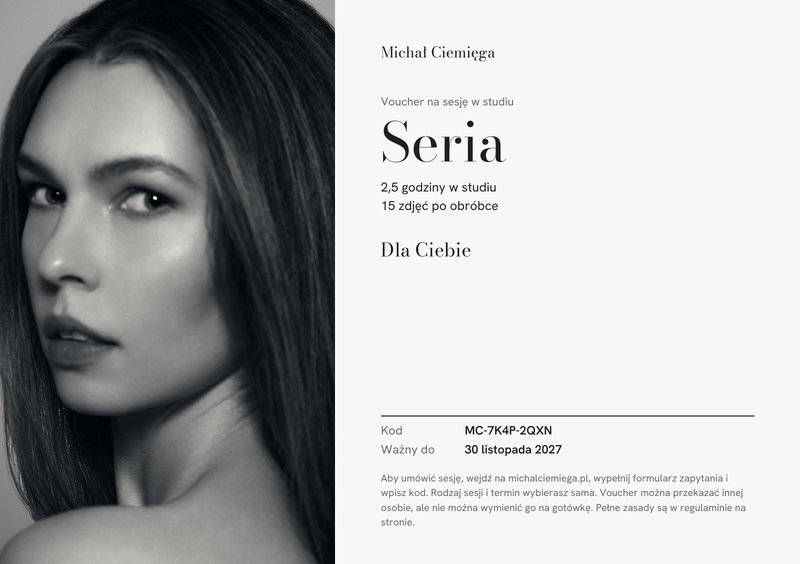 Michał Ciemięga
Voucher na sesję w studiu
Seria
2,5 godziny w studiu
15 zdjęć po obróbce
Dla Ciebie
Kod MC-7K4P-2QXN
Ważny do 30 listopada 2027
Aby umówić sesję, wejdź na michalciemiega.pl, wypełnij formularz zapytania i
wpisz kod. Rodzaj sesji i termin wybierasz sama. Voucher można przekazać innej
osobie, ale nie można wymienić go na gotówkę. Pełne zasady są w regulaminie na
stronie.